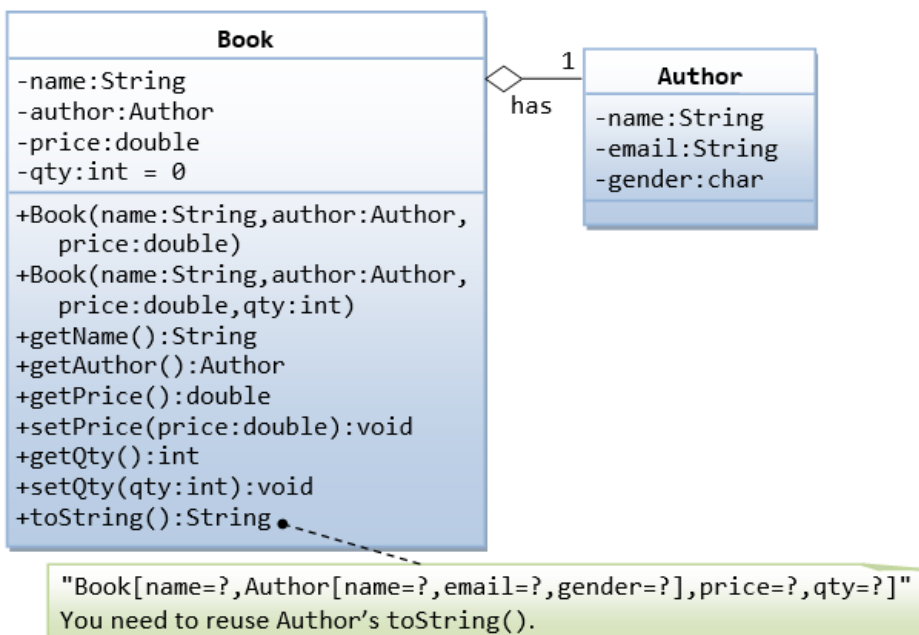 Book
-name:String
-author:Author
-price:double
-qty:int = 0
+Book(name:String,author:Author,
price:double)
+Book(name:String,author:Author,
price:double,qty:int)
+getName():String
+getAuthor():Author
+getPrice():double
+setPrice(price:double):void
+getQty():int
+setQty(qty:int):void
+toString():String
1
has
Author
-name:String
-email:String
-gender:char
"Book[name=?,Author[name=?,email=?,gender=?],price=?,qty=?]"
You need to reuse Author's toString().